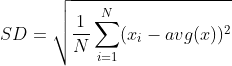 SD = \sqrt{\frac{1}{N}\sum_{i=1}^{N}(x_i - avg(x))^2}